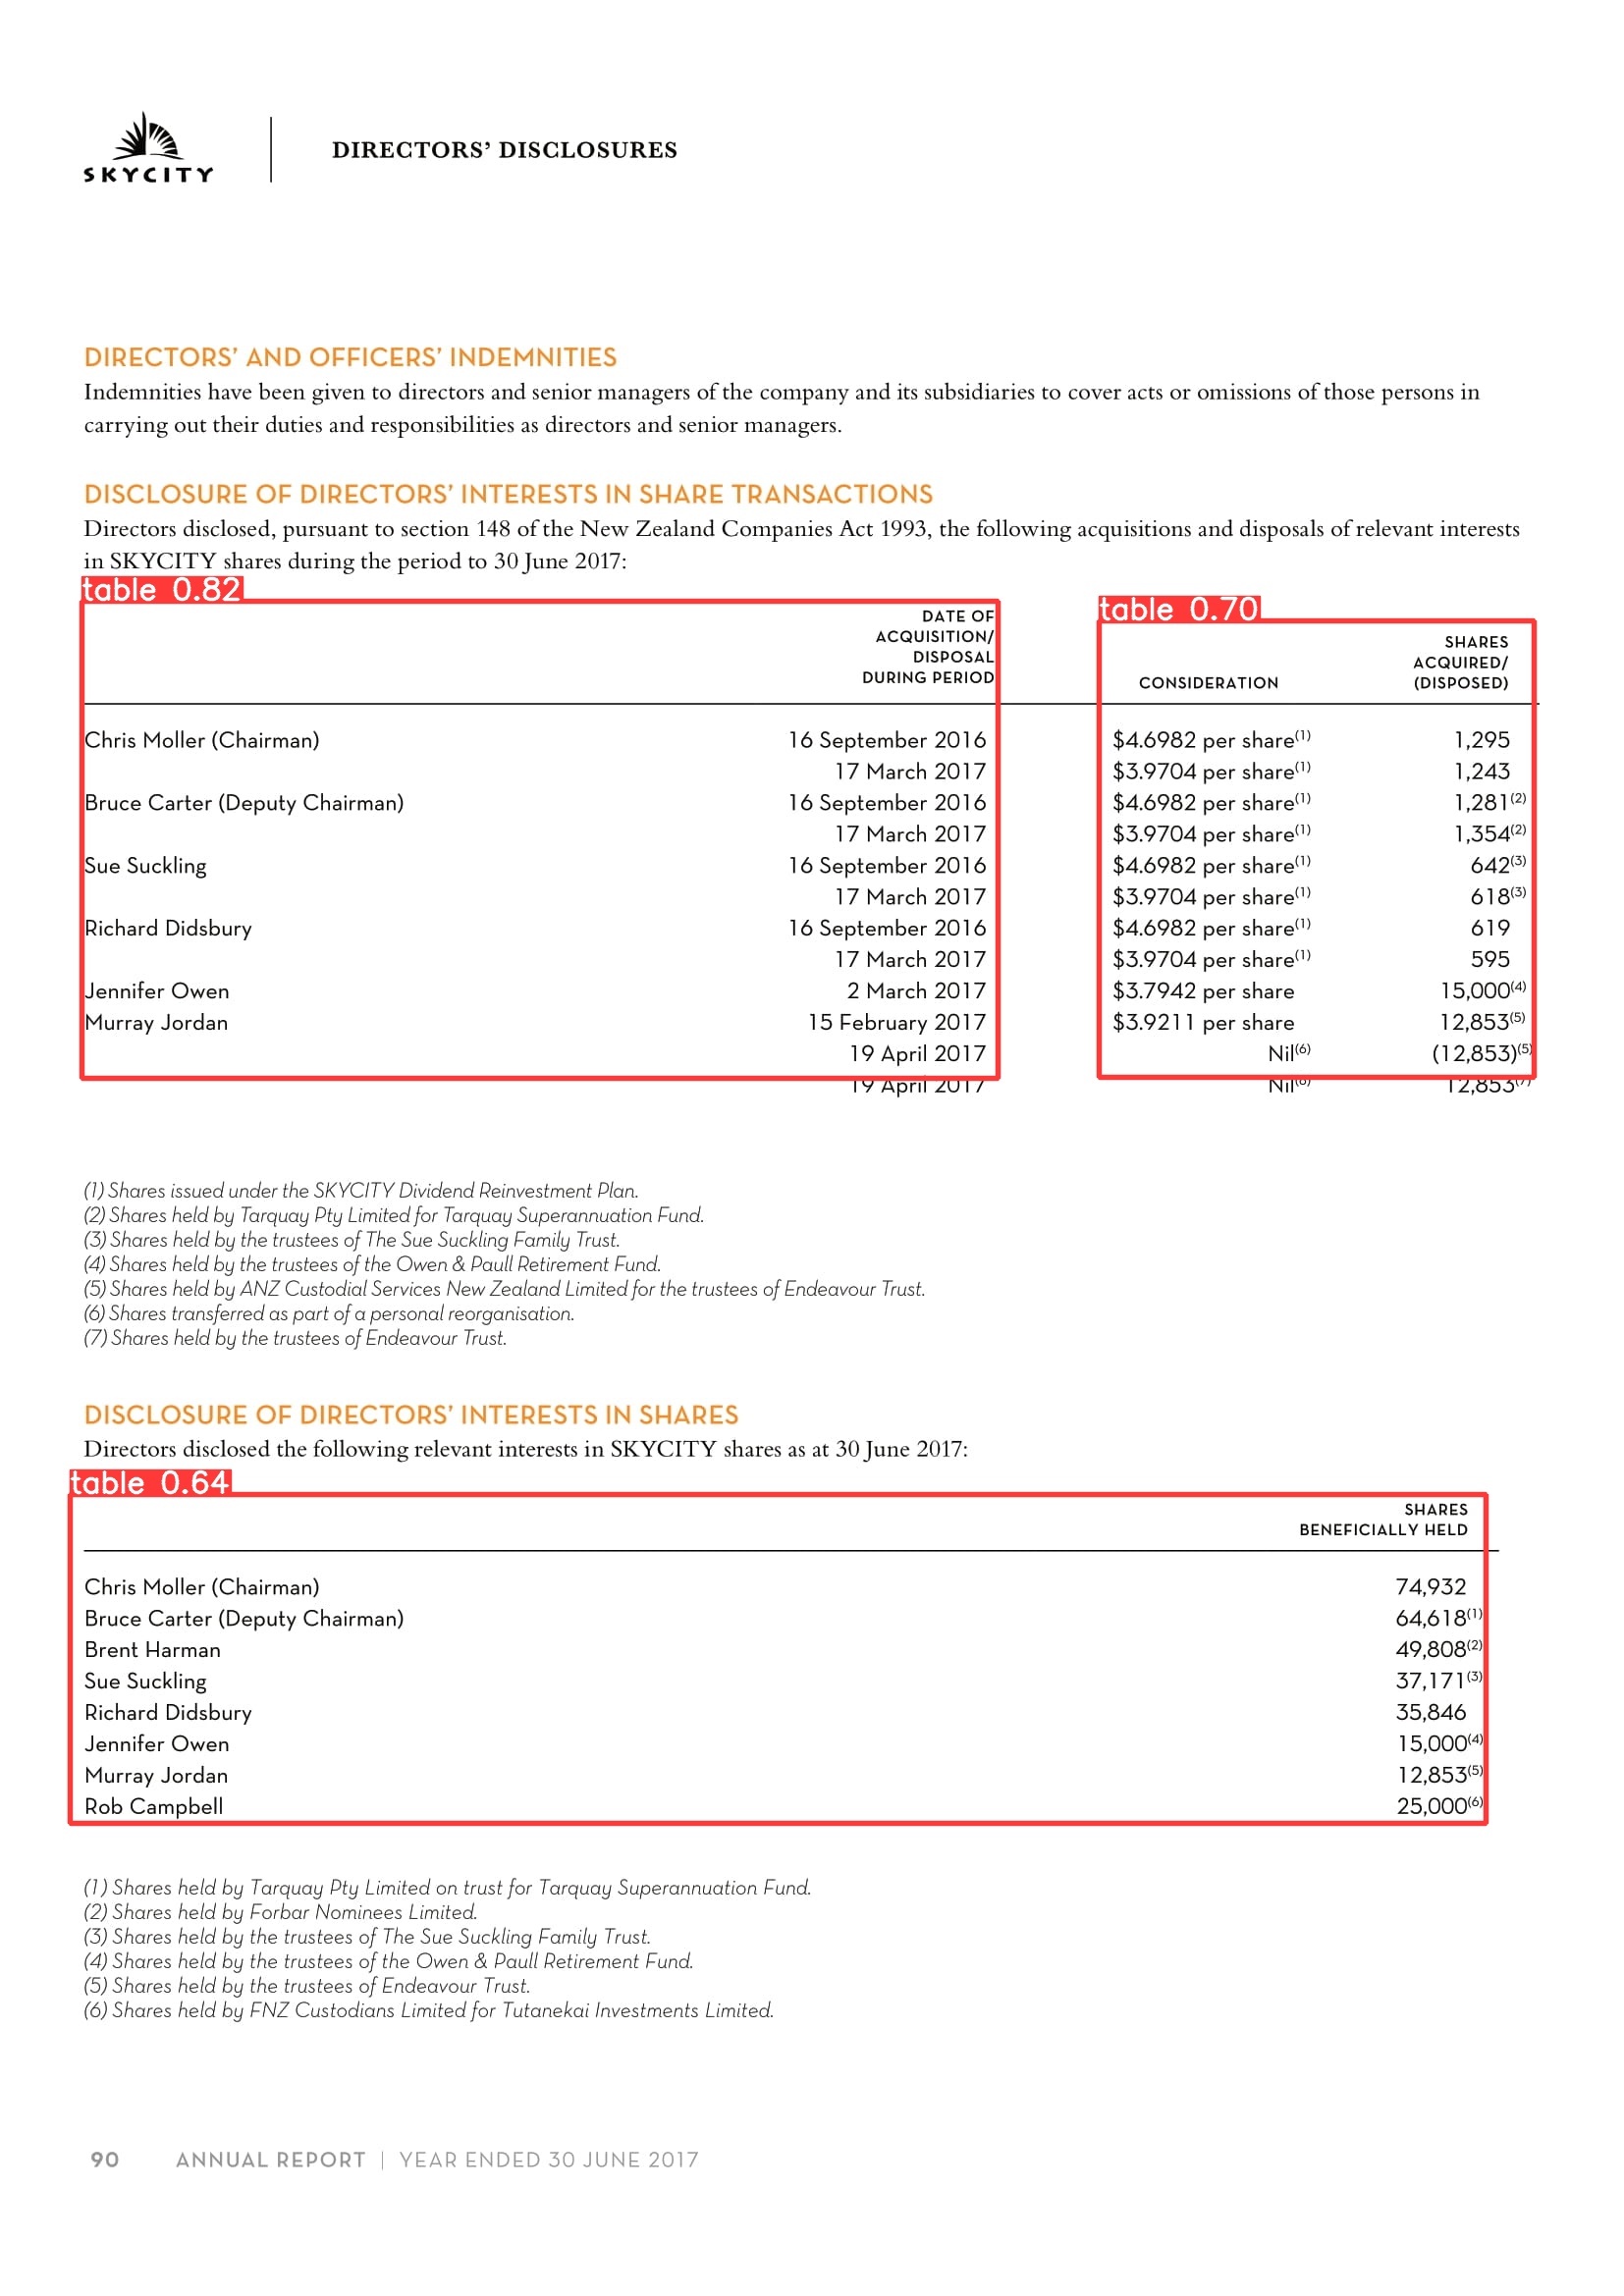 SKYCITY
DIRECTORS' DISCLOSURES
DIRECTORS' AND OFFICERS' INDEMNITIES
Indemnities have been given to directors and senior managers of the company and its subsidiaries to cover acts or omissions of those persons in
carrying out their duties and responsibilities as directors and senior managers.
DISCLOSURE OF DIRECTORS' INTERESTS IN SHARE TRANSACTIONS
Directors disclosed, pursuant to section 148 of the New Zealand Companies Act 1993, the following acquisitions and disposals of relevant interests
in SKYCITY shares during the period to 30 June 2017:
table 0.82
table 0.70
DATE OF
ACQUISITION/
DISPOSAL
DURING PERIOD
CONSIDERATION
SHARES
ACQUIRED/
(DISPOSED)
Chris Moller (Chairman) 16 September 2016 $4.6982 per share(1) 1,295
17 March 2017 $3.9704 per share(1) 1,243
Bruce Carter (Deputy Chairman) 16 September 2016 $4.6982 per share(1) 1,281(2)
17 March 2017 $3.9704 per share(1) 1,354(2)
Sue Suckling 16 September 2016 $4.6982 per share(1) 642(3)
17 March 2017 $3.9704 per share(1) 618(3)
Richard Didsbury 16 September 2016 $4.6982 per share(1) 619
17 March 2017 $3.9704 per share(1) 595
Jennifer Owen 2 March 2017 $3.7942 per share 15,000(4)
Murray Jordan 15 February 2017 $3.9211 per share 12,853(5)
19 April 2017 Nil(6) (12,853)(5)
19 April 2017 Nil(6) 12,853(7)
(1) Shares issued under the SKYCITY Dividend Reinvestment Plan.
(2) Shares held by Tarquay Pty Limited for Tarquay Superannuation Fund.
(3) Shares held by the trustees of The Sue Suckling Family Trust.
(4) Shares held by the trustees of the Owen & Paull Retirement Fund.
(5) Shares held by ANZ Custodial Services New Zealand Limited for the trustees of Endeavour Trust.
(6) Shares transferred as part of a personal reorganisation.
(7) Shares held by the trustees of Endeavour Trust.
DISCLOSURE OF DIRECTORS' INTERESTS IN SHARES
Directors disclosed the following relevant interests in SKYCITY shares as at 30 June 2017:
table 0.64
SHARES
BENEFICIALLY HELD
Chris Moller (Chairman) 74,932
Bruce Carter (Deputy Chairman) 64,618(1)
Brent Harman 49,808(2)
Sue Suckling 37,171(3)
Richard Didsbury 35,846
Jennifer Owen 15,000(4)
Murray Jordan 12,853(5)
Rob Campbell 25,000(6)
(1) Shares held by Tarquay Pty Limited on trust for Tarquay Superannuation Fund.
(2) Shares held by Forbar Nominees Limited.
(3) Shares held by the trustees of The Sue Suckling Family Trust.
(4) Shares held by the trustees of the Owen & Paull Retirement Fund.
(5) Shares held by the trustees of Endeavour Trust.
(6) Shares held by FNZ Custodians Limited for Tutanekai Investments Limited.
90 ANNUAL REPORT | YEAR ENDED 30 JUNE 2017